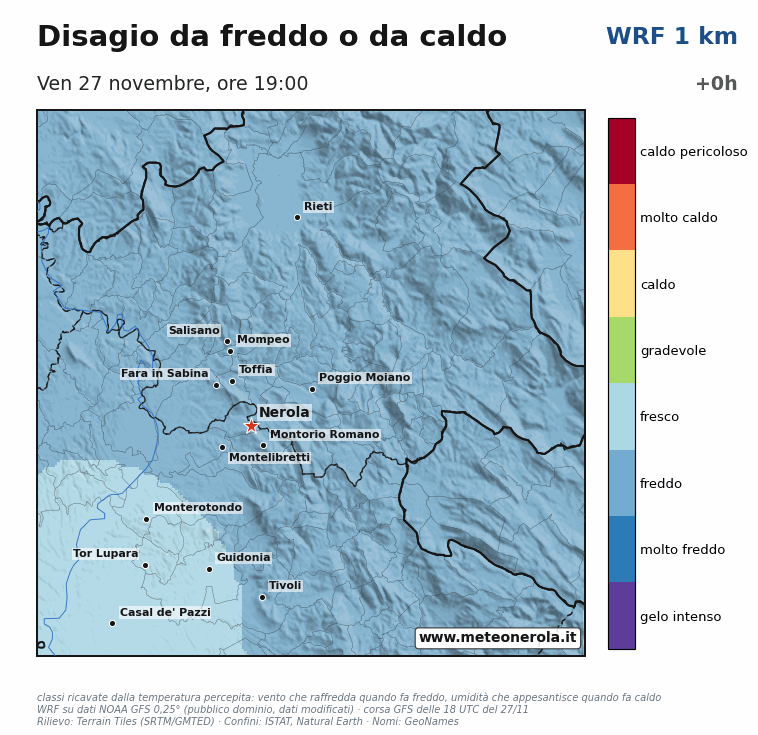 Disagio da freddo o da caldo
WRF 1 km
Ven 27 novembre, ore 19:00
+0h
caldo pericoloso
molto caldo
caldo
gradevole
fresco
freddo
molto freddo
gelo intenso
Rieti
Salisano
Mompeo
Fara in Sabina
Toffia
Poggio Moiano
Nerola
Montorio Romano
Montelibretti
Monterotondo
Tor Lupara
Guidonia
Tivoli
Casal de' Pazzi
www.meteonerola.it
classi ricavate dalla temperatura percepita: vento che raffredda quando fa freddo, umidità che appesantisce quando fa caldo
WRF su dati NOAA GFS 0,25° (pubblico dominio, dati modificati) · corsa GFS delle 18 UTC del 27/11
Rilievo: Terrain Tiles (SRTM/GMTED) · Confini: ISTAT, Natural Earth · Nomi: GeoNames